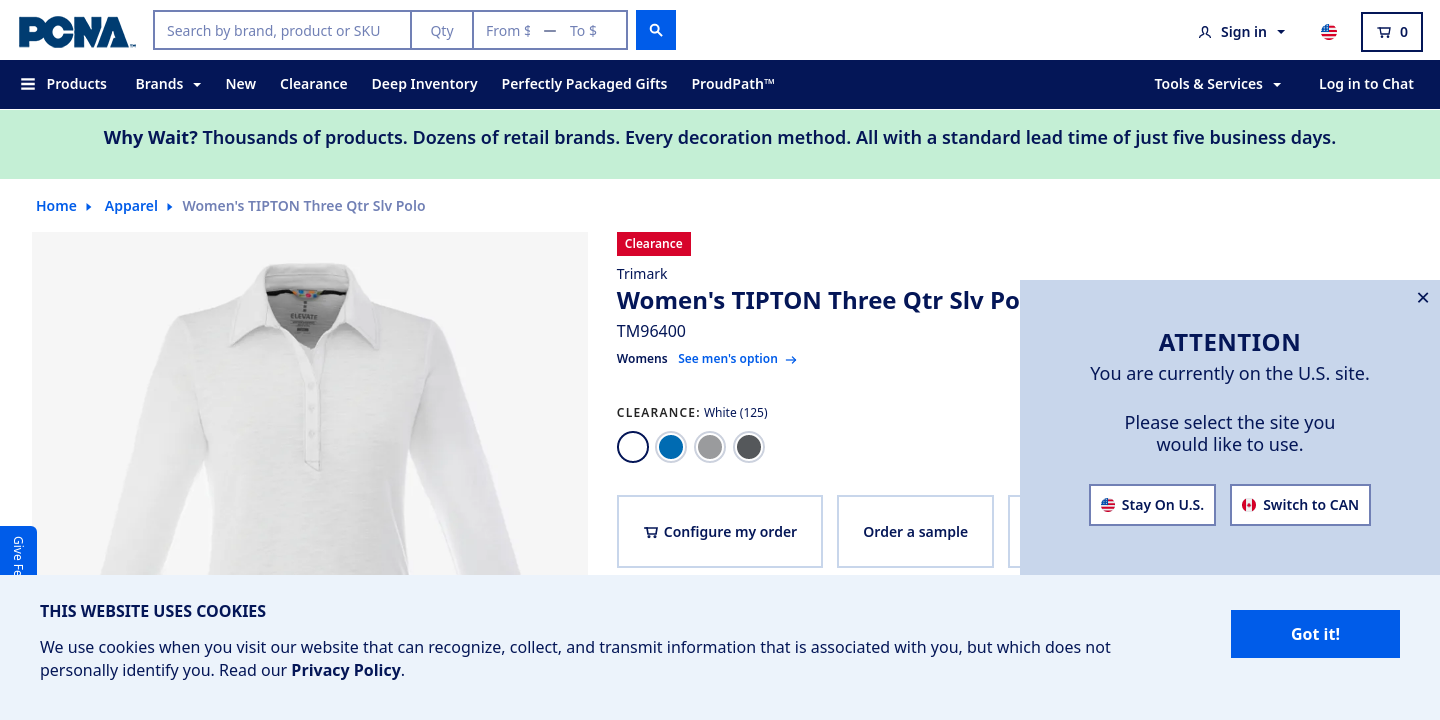 PCNA
Search by brand, product or SKU
Qty
From $
To $
Sign in
0
Products
Brands
New
Clearance
Deep Inventory
Perfectly Packaged Gifts
ProudPath™
Tools & Services
Log in to Chat
Why Wait? Thousands of products. Dozens of retail brands. Every decoration method. All with a standard lead time of just five business days.
Home
Apparel
Women's TIPTON Three Qtr Slv Polo
ELEVATE
Clearance
Trimark
Women's TIPTON Three Qtr Slv Po
TM96400
Womens See men's option
CLEARANCE: White (125)
Configure my order
Order a sample
ATTENTION
You are currently on the U.S. site.
Please select the site you
would like to use.
Stay On U.S.
Switch to CAN
Give Fe
THIS WEBSITE USES COOKIES
We use cookies when you visit our website that can recognize, collect, and transmit information that is associated with you, but which does not
personally identify you. Read our Privacy Policy.
Got it!